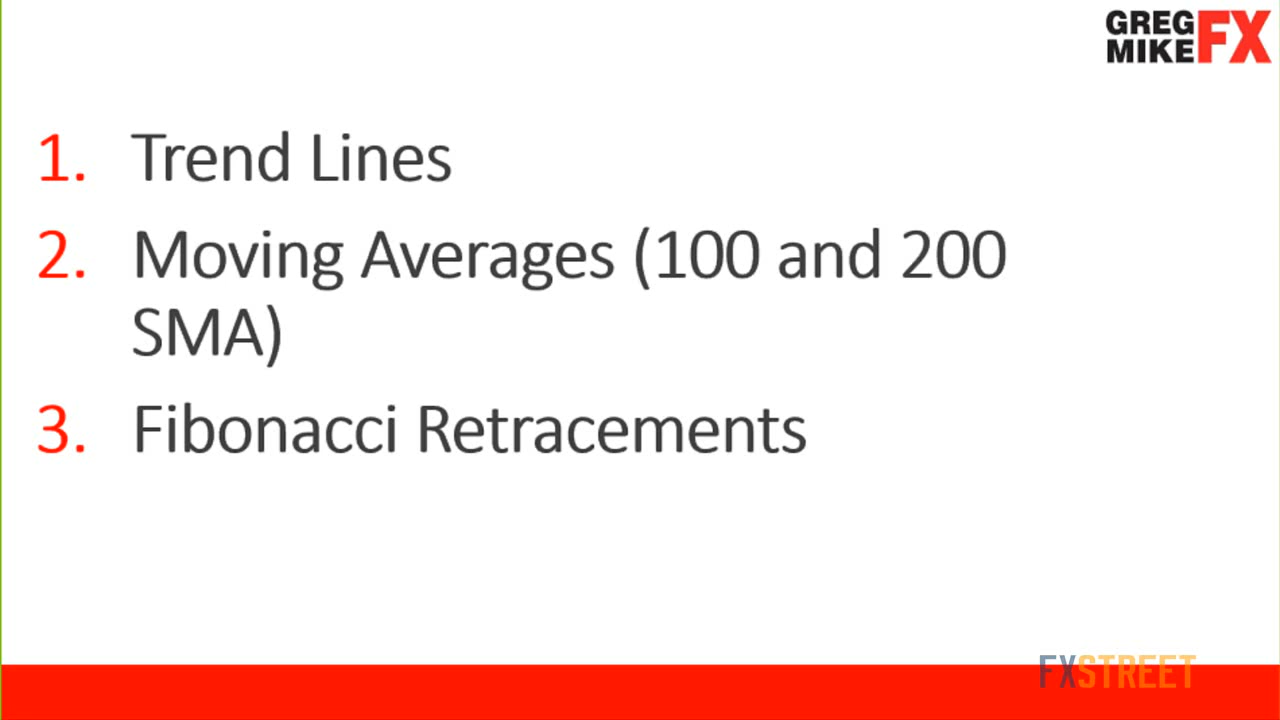 GREG
MIKE FX
1. Trend Lines
2. Moving Averages (100 and 200
SMA)
3. Fibonacci Retracements
FXSTREET